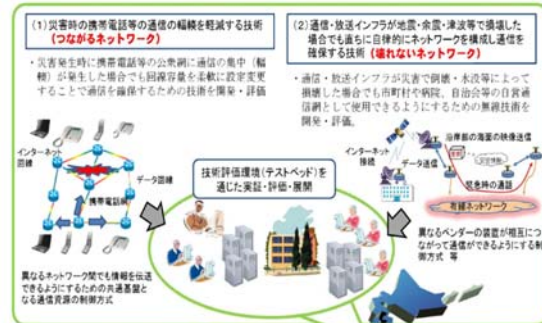 (1)災害時の携帯電話等の通信の輻輳を軽減する技術
(つながるネットワーク)
・災害発生時に携帯電話等の公衆網に通信の集中(輻
輳)が発生した場合でも回線容量を柔軟に設定変更
することで通信を確保するための技術を開発・評価
インターネット
回線
データ回線
携帯電話網
異なるネットワーク間でも情報を伝送
できるようにするための共通基盤と
なる通信資源の制御方式
(2)通信・放送インフラが地震・余震・津波等で損壊した
場合でも直ちに自律的にネットワークを構成し通信を
確保する技術 (壊れないネットワーク)
・通信・放送インフラが災害で倒壊・水没等によって
損壊した場合でも市町村や病院、自治会等の自営通
信網として使用できるようにするための無線技術を
開発・評価。
インターネット
接続
データ送信
沿岸部の海面の映像送信
緊急時の通話
有線ネットワーク
異なるベンダーの装置が相互につ
ながって通信ができるようにする制
御方式 等
技術評価環境(テストベッド)を
通じた実証・評価・展開